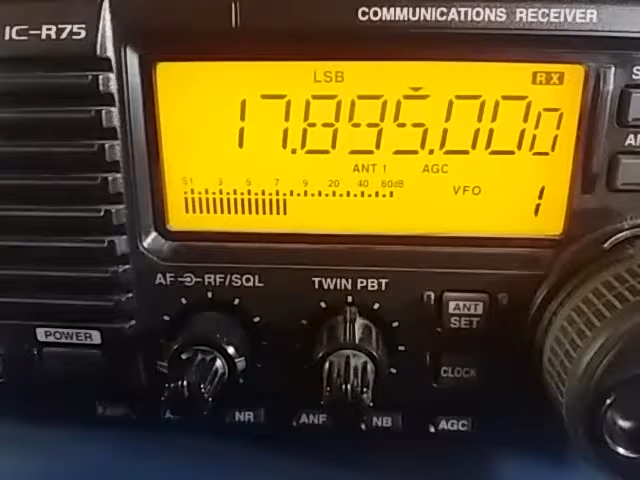 COMMUNICATIONS RECEIVER
IC-R75
LSB RX
17.895.000
ANT 1 AGC
S1 3 5 7 9 20 40 60dB
VFO 1
AF RF/SQL TWIN PBT
ANT
SET
POWER
CLOCK
NR ANF NB AGC